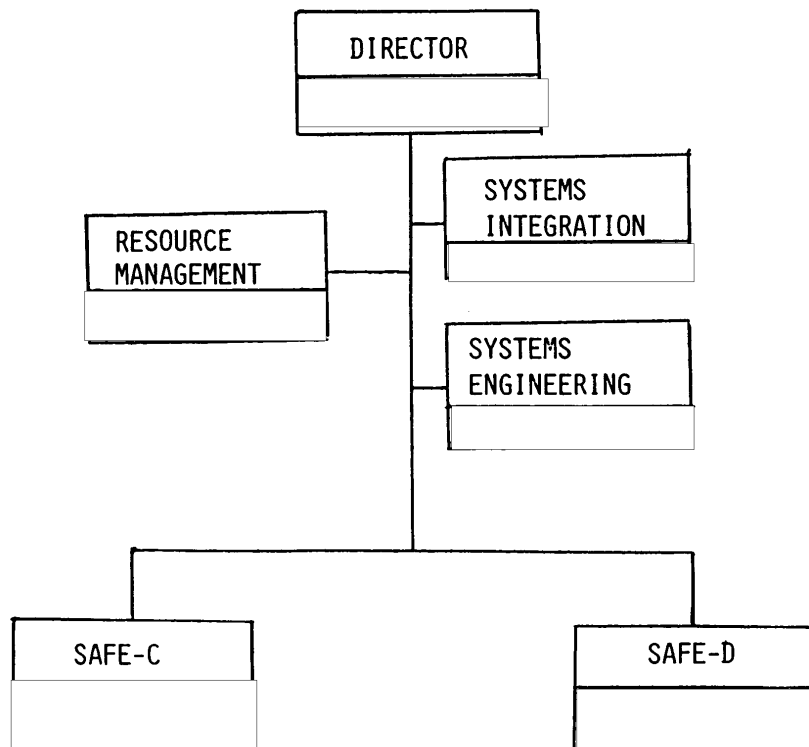 DIRECTOR
SYSTEMS
INTEGRATION
RESOURCE
MANAGEMENT
SYSTEMS
ENGINEERING
SAFE-C
SAFE-D